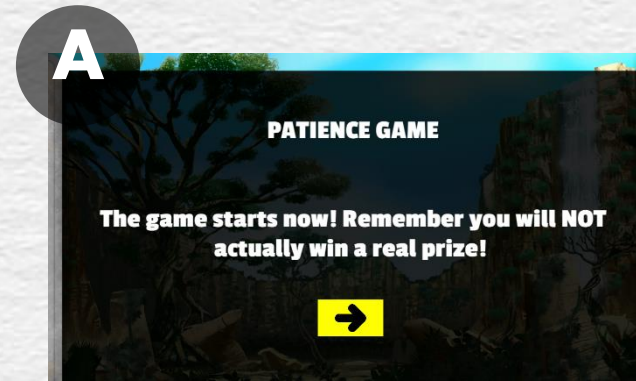 A
PATIENCE GAME
The game starts now! Remember you will NOT
actually win a real prize!